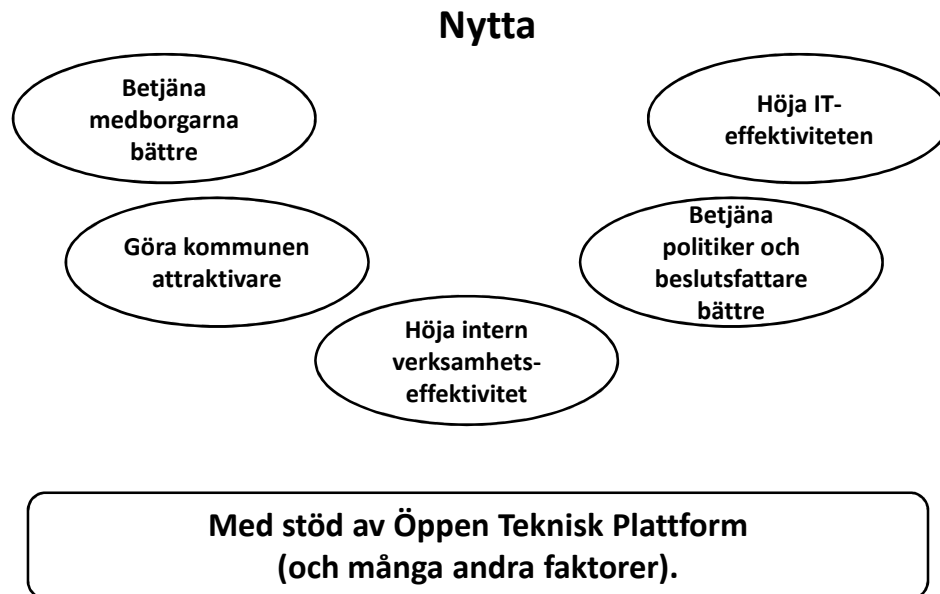 Nytta
Betjäna
medborgarna
bättre
Höja IT-
effektiviteten
Göra kommunen
attraktivare
Betjäna
politiker och
beslutsfattare
bättre
Höja intern
verksamhets-
effektivitet
Med stöd av Öppen Teknisk Plattform
(och många andra faktorer).